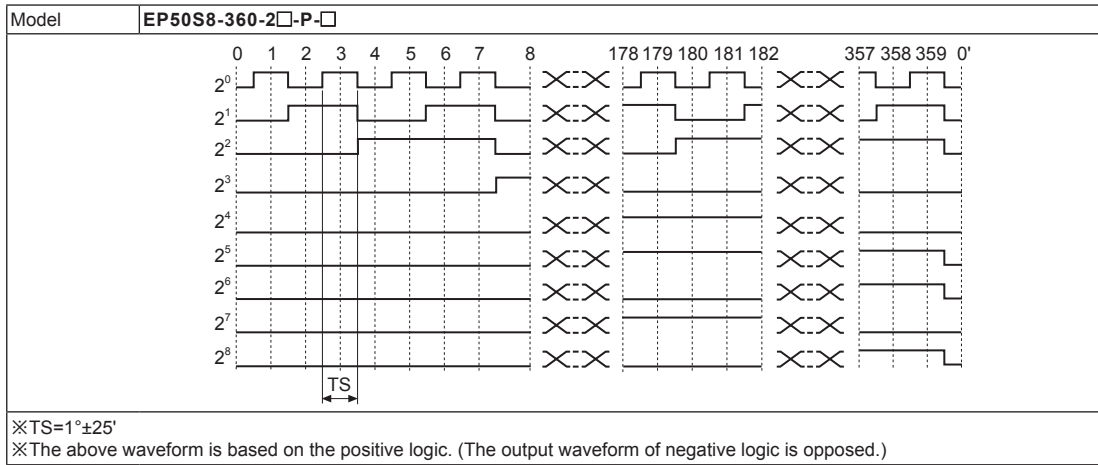 Model EP50S8-360-2□-P-□
0 1 2 3 4 5 6 7 8 178 179 180 181 182 357 358 359 0'
2⁰
2¹
2²
2³
2⁴
2⁵
2⁶
2⁷
2⁸
TS
※TS=1°±25'
※The above waveform is based on the positive logic. (The output waveform of negative logic is opposed.)